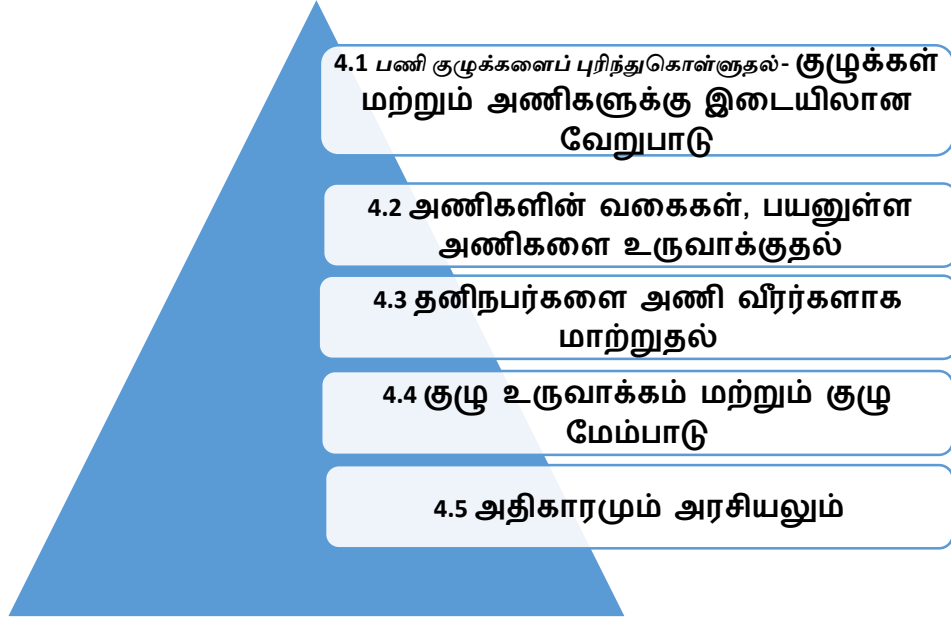 4.1 பணி குழுக்களைப் புரிந்துகொள்ளுதல்- குழுக்கள்
மற்றும் அணிகளுக்கு இடையிலான
வேறுபாடு
4.2 அணிகளின் வகைகள், பயனுள்ள
அணிகளை உருவாக்குதல்
4.3 தனிநபர்களை அணி வீரர்களாக
மாற்றுதல்
4.4 குழு உருவாக்கம் மற்றும் குழு
மேம்பாடு
4.5 அதிகாரமும் அரசியலும்